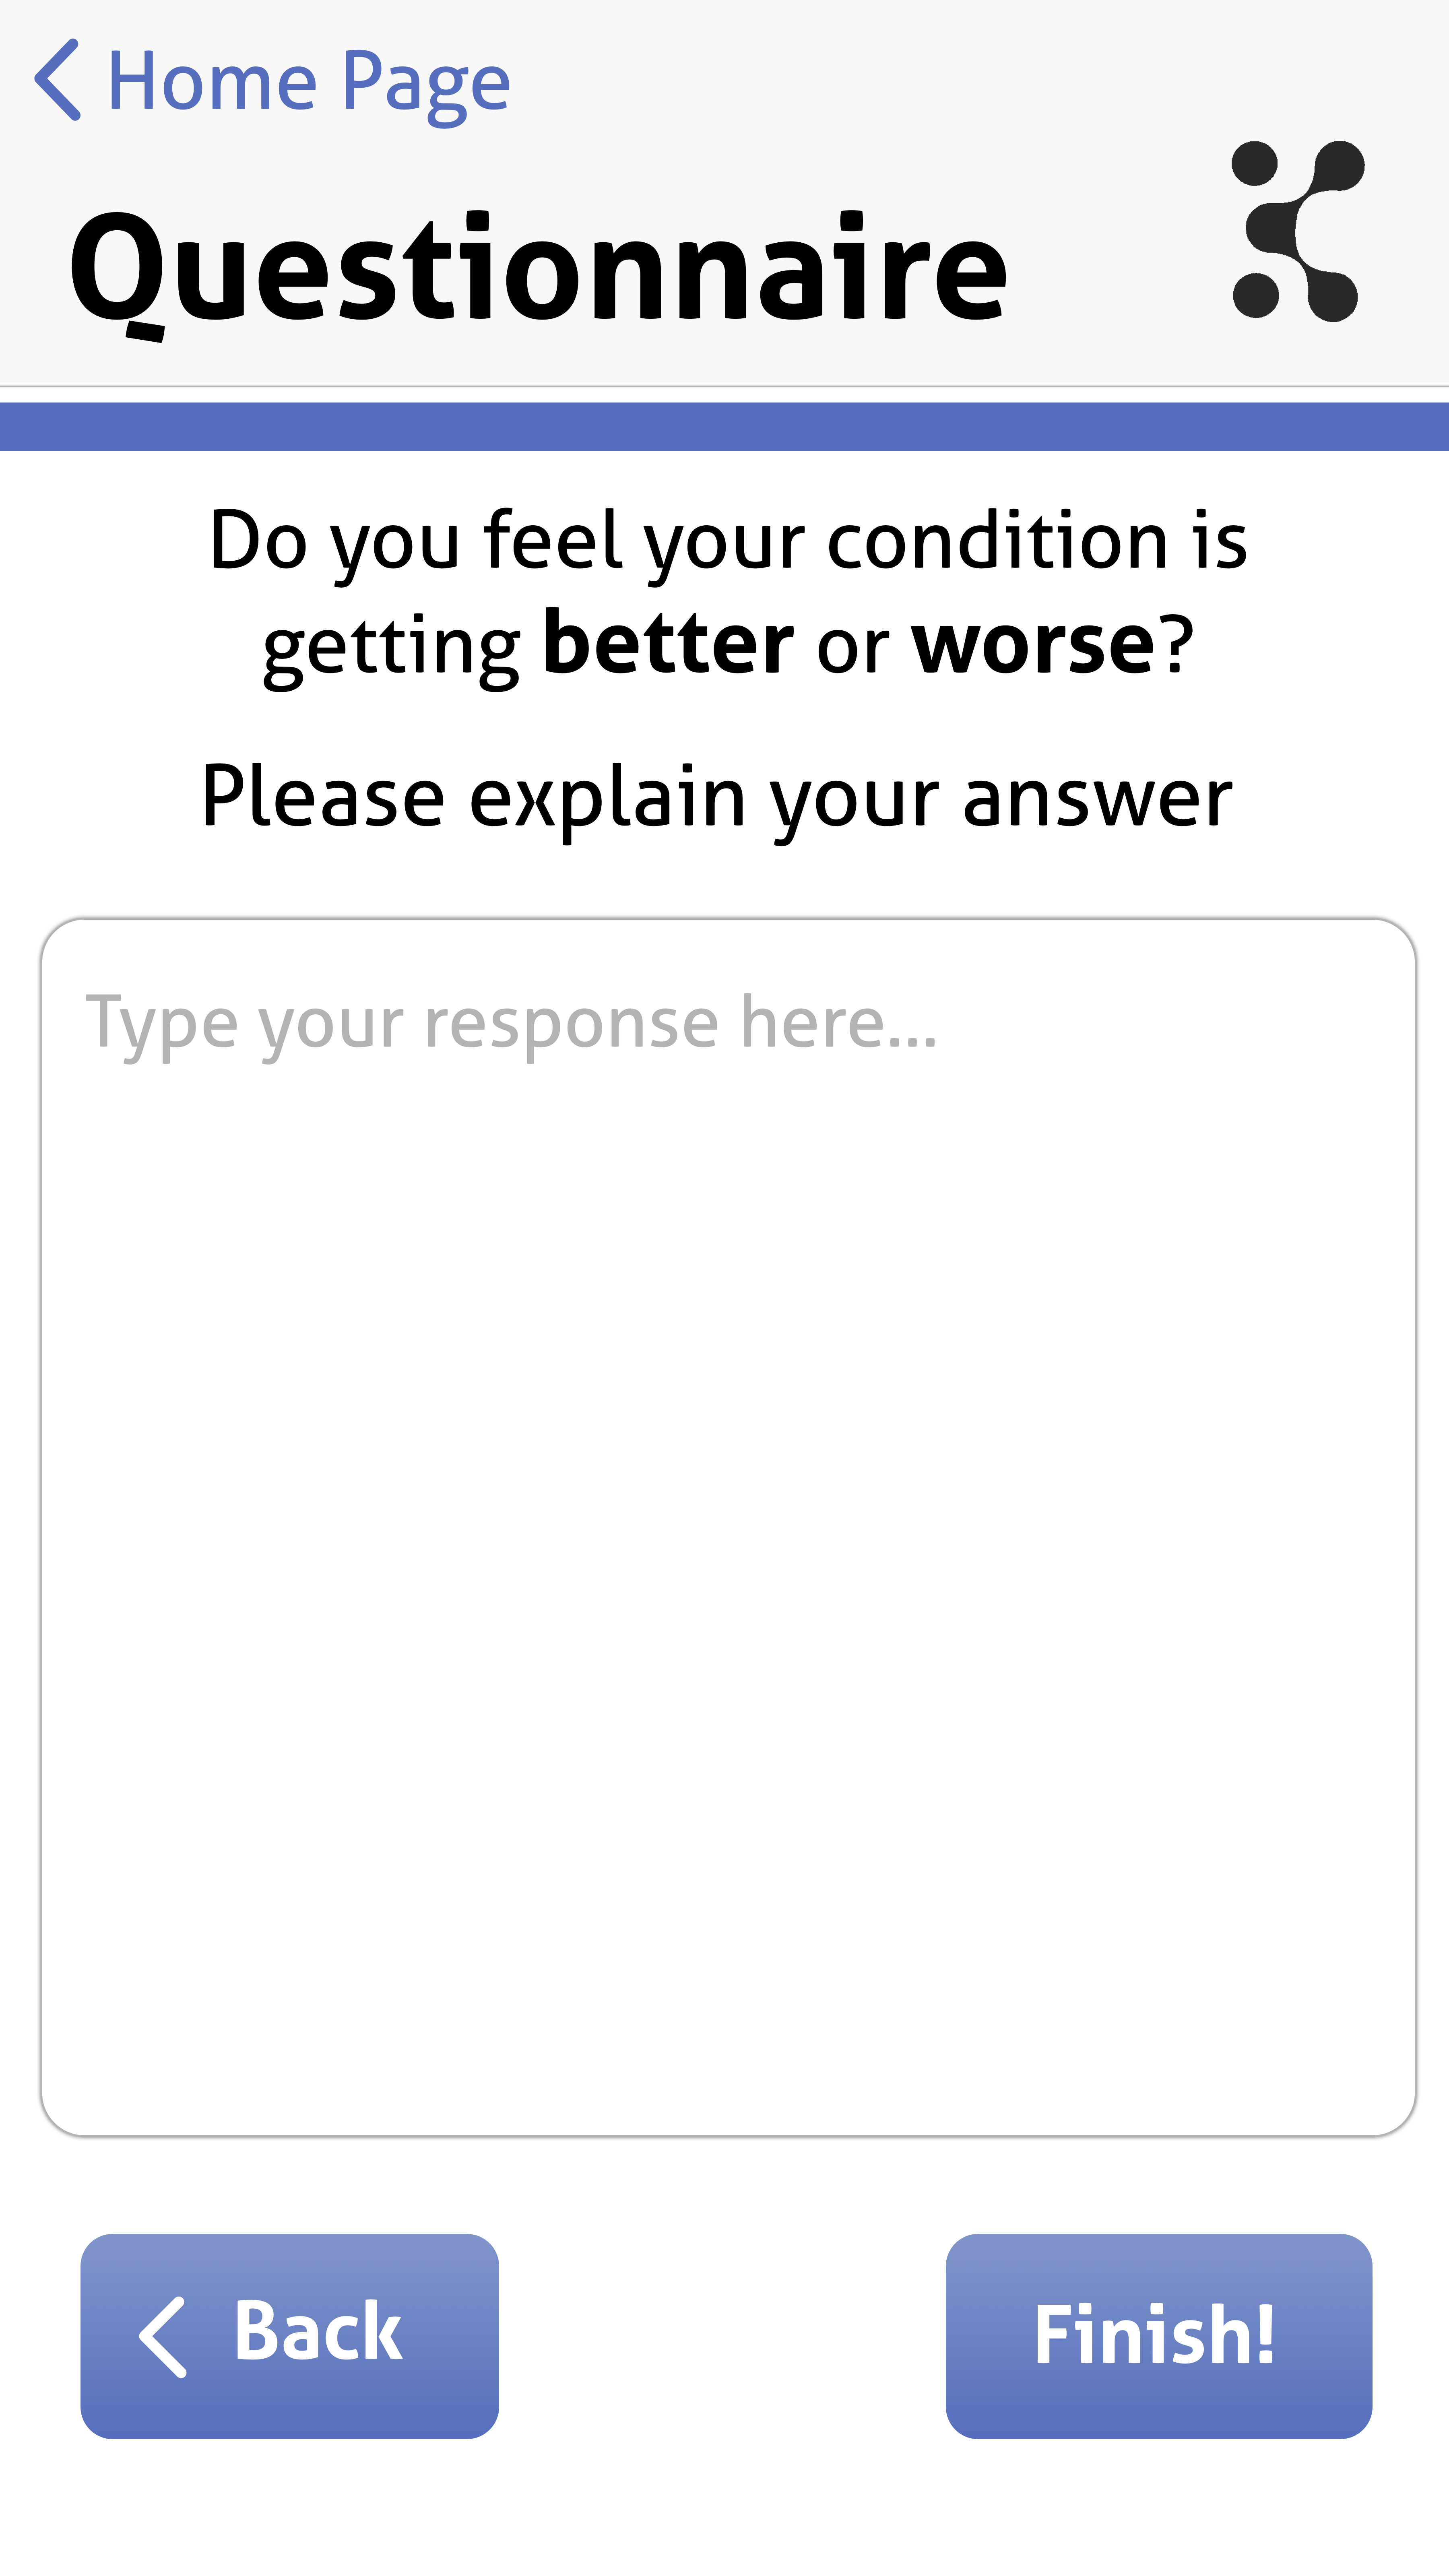 Home Page
Questionnaire
Do you feel your condition is
getting better or worse?
Please explain your answer
Type your response here...
Back
Finish!